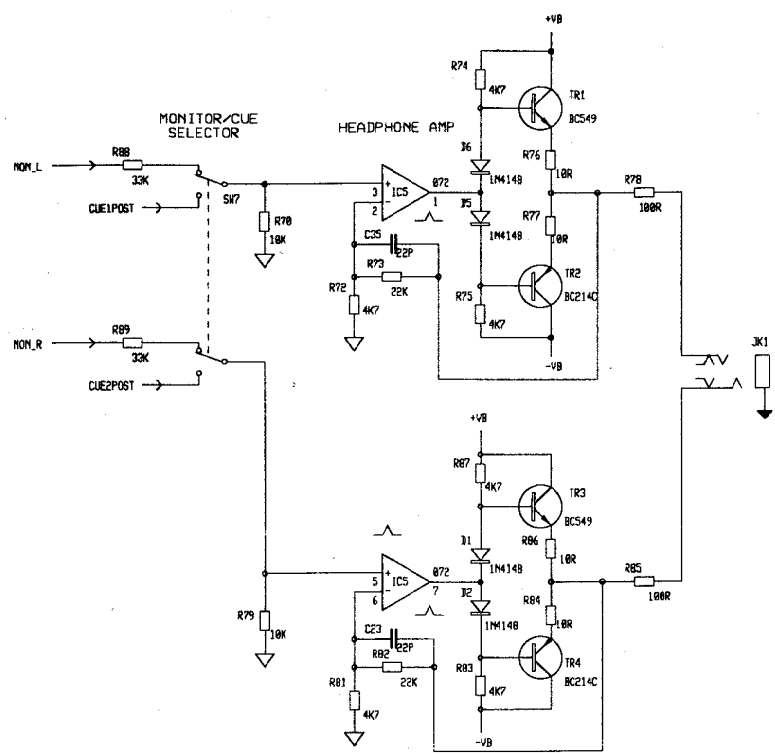 +VB
R74
4K7
TR1
BC549
MONITOR/CUE
SELECTOR
HEADPHONE AMP
R88
MON_L
33K
D6
R76
10R
1N4148
072
R78
CUE1POST
SW7
+
3
IC5
1
-
2
D5
R77
100R
R70
10K
1N4148
10R
C35
22P
R73
TR2
R72
22K
R75
BC214C
4K7
4K7
R89
MON_R
33K
-VB
JK1
CUE2POST
+VB
R87
4K7
TR3
BC549
D1
R86
10R
1N4148
072
R85
+
5
IC5
7
-
6
D2
R84
100R
R79
10K
1N4148
10R
C23
22P
R82
TR4
22K
R81
R83
BC214C
4K7
4K7
-VB